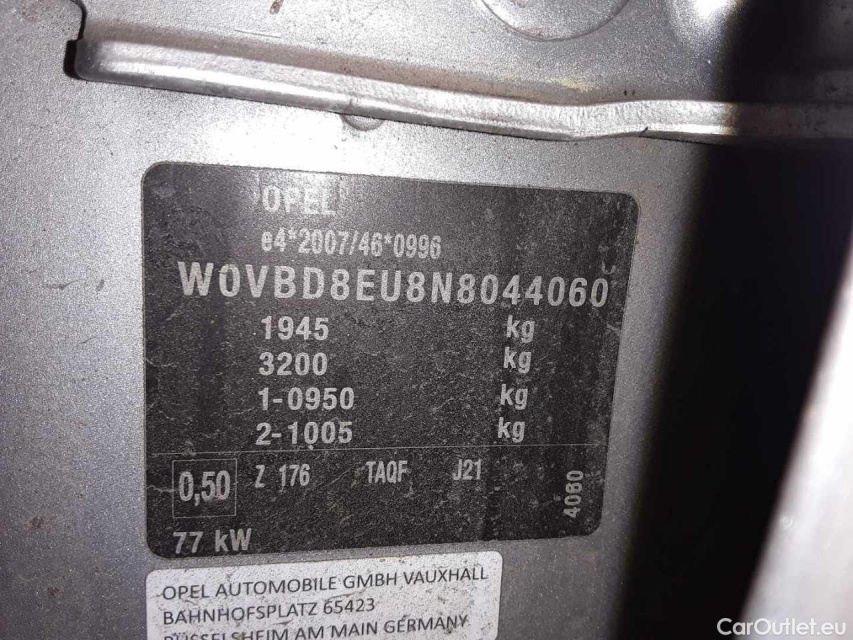 OPEL
e4*2007/46*0996
W0VBD8EU8N8044060
1945 kg
3200 kg
1-0950 kg
2-1005 kg
0,50 Z 176 TAQF J21
4080
77 kW
OPEL AUTOMOBILE GMBH VAUXHALL
BAHNHOFSPLATZ 65423
RÜSSELSHEIM AM MAIN GERMANY
CarOutlet.eu